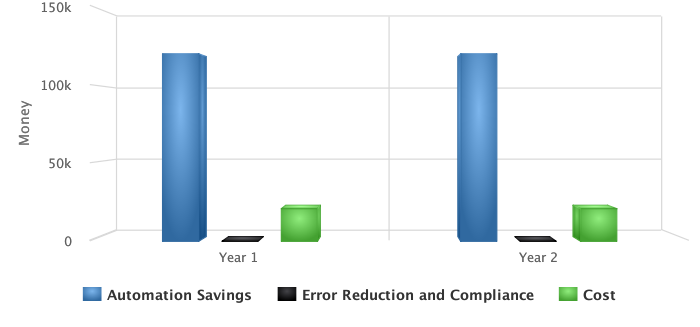 150k
100k
50k
0
Money
Year 1 Year 2
Automation Savings Error Reduction and Compliance Cost